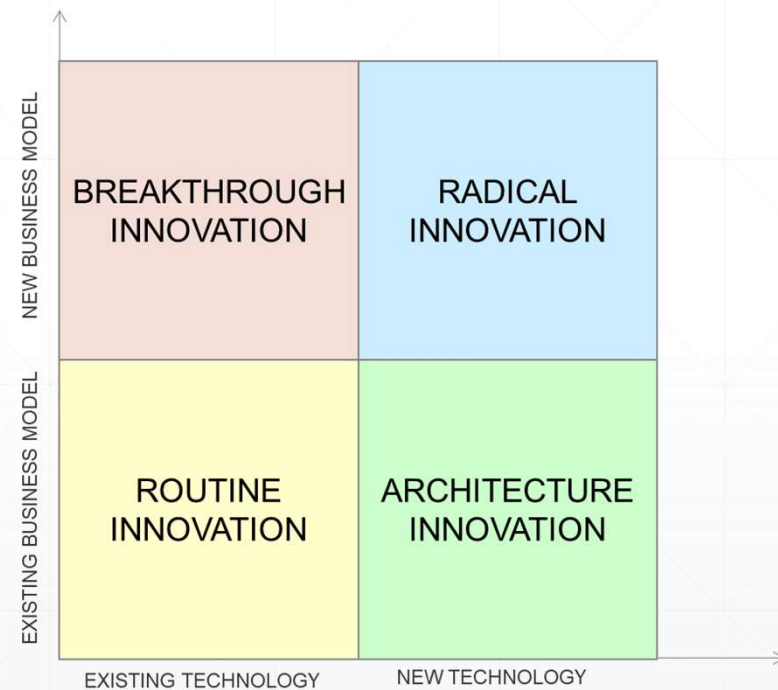 NEW BUSINESS MODEL
BREAKTHROUGH
INNOVATION
RADICAL
INNOVATION
EXISTING BUSINESS MODEL
ROUTINE
INNOVATION
ARCHITECTURE
INNOVATION
EXISTING TECHNOLOGY
NEW TECHNOLOGY